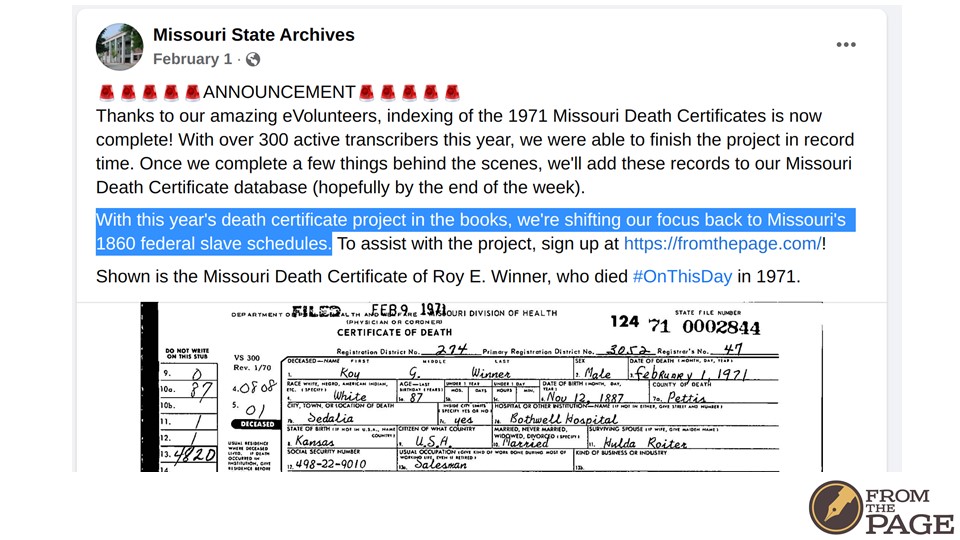 Missouri State Archives
February 1 ·
ANNOUNCEMENT
Thanks to our amazing eVolunteers, indexing of the 1971 Missouri Death Certificates is now
complete! With over 300 active transcribers this year, we were able to finish the project in record
time. Once we complete a few things behind the scenes, we'll add these records to our Missouri
Death Certificate database (hopefully by the end of the week).
With this year's death certificate project in the books, we're shifting our focus back to Missouri's
1860 federal slave schedules. To assist with the project, sign up at https://fromthepage.com/!
Shown is the Missouri Death Certificate of Roy E. Winner, who died #OnThisDay in 1971.
FILED FEB 9 1971
DIVISION OF HEALTH
(PHYSICIAN OR CORONER)
CERTIFICATE OF DEATH
STATE FILE NUMBER
124 71 0002844
Registration District No. 274 Primary Registration District No. 3052 Registrar's No. 47
DO NOT WRITE
ON THIS STUB
VS 300
Rev. 1/70
DECEASED—NAME FIRST MIDDLE LAST
SEX
DATE OF DEATH (MONTH, DAY, YEAR)
1. Roy G. Winner
2. Male
3. February 1, 1971
9. 0
10a. 87
10b.
11. 1
12. 1
13. 4820
14
4. 0808
5. 01
DECEASED
USUAL RESIDENCE
WHERE DECEASED
LIVED. IF DEATH
OCCURRED IN
INSTITUTION, GIVE
RESIDENCE BEFORE
RACE WHITE, NEGRO, AMERICAN INDIAN,
ETC. (SPECIFY)
White
AGE—LAST
BIRTHDAY (YEARS)
5a. 87
UNDER 1 YEAR
MOS. DAYS
UNDER 1 DAY
HOURS MIN.
DATE OF BIRTH (MONTH, DAY,
YEAR)
6. Nov 12, 1887
COUNTY OF DEATH
7a. Pettis
CITY, TOWN, OR LOCATION OF DEATH
7b. Sedalia
INSIDE CITY LIMITS
(SPECIFY YES OR NO)
7c. yes
HOSPITAL OR OTHER INSTITUTION—NAME (IF NOT IN EITHER, GIVE STREET AND NUMBER)
Bothwell Hospital
STATE OF BIRTH (IF NOT IN U.S.A., NAME
COUNTRY)
8. Kansas
CITIZEN OF WHAT COUNTRY
9. U.S.A.
MARRIED, NEVER MARRIED,
WIDOWED, DIVORCED (SPECIFY)
10. Married
SURVIVING SPOUSE (IF WIFE, GIVE MAIDEN NAME)
11. Hulda Roiter
SOCIAL SECURITY NUMBER
12. 498-22-9010
USUAL OCCUPATION (GIVE KIND OF WORK DONE DURING MOST OF
WORKING LIFE, EVEN IF RETIRED)
13a. Salesman
KIND OF BUSINESS OR INDUSTRY
13b.
FROM
THE
PAGE